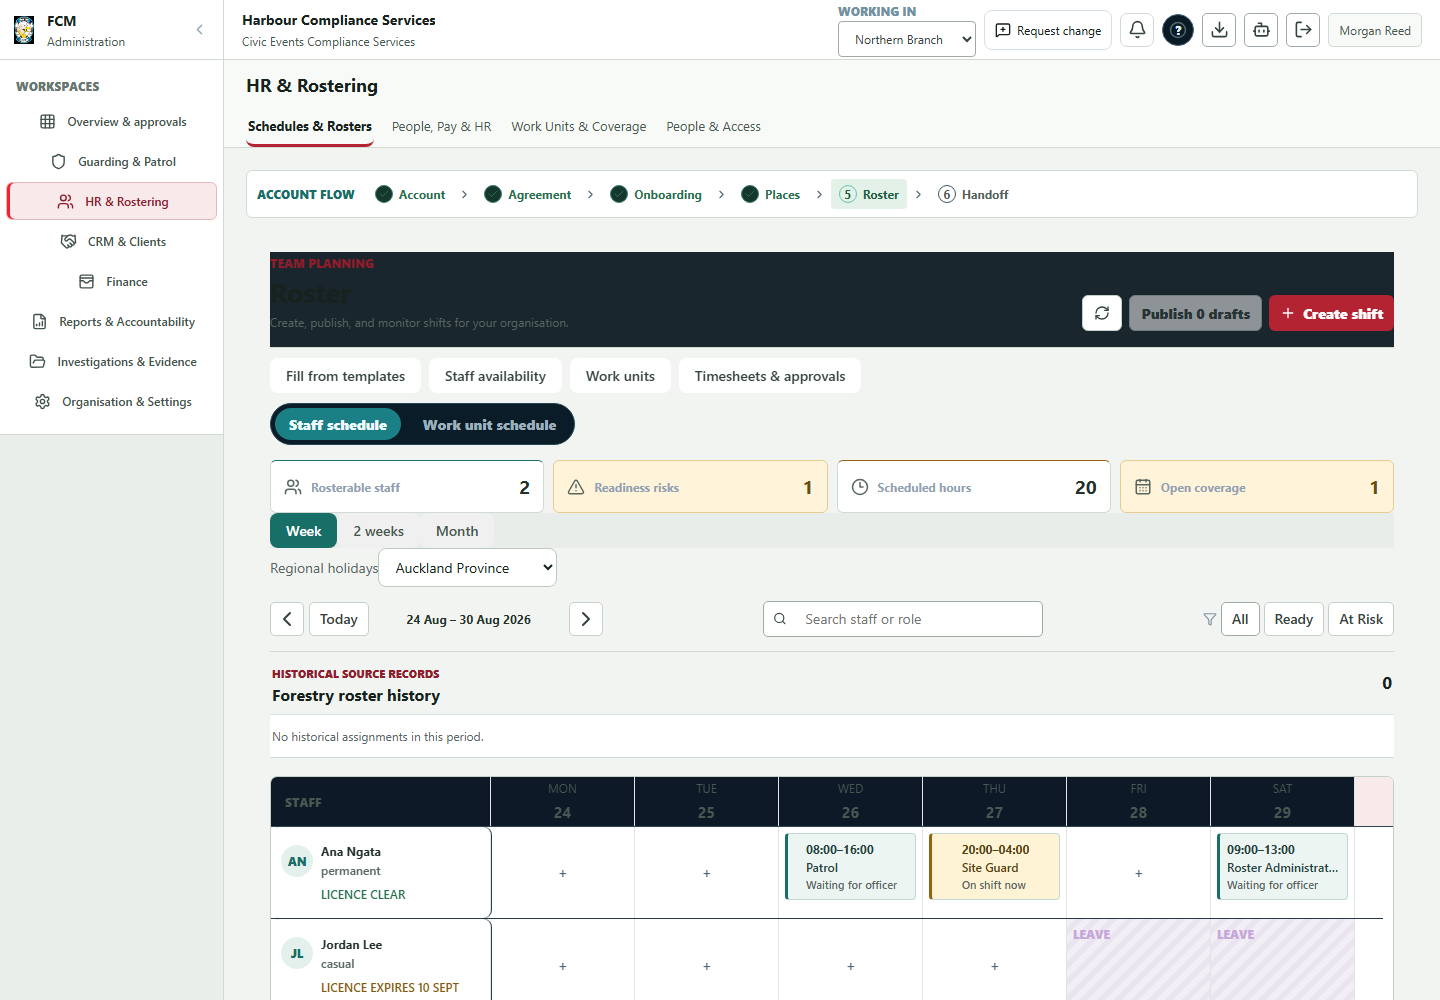 FCM
Administration
Harbour Compliance Services
Civic Events Compliance Services
WORKING IN
Northern Branch
Request change
?
Morgan Reed
WORKSPACES
Overview & approvals
Guarding & Patrol
HR & Rostering
CRM & Clients
Finance
Reports & Accountability
Investigations & Evidence
Organisation & Settings
HR & Rostering
Schedules & Rosters
People, Pay & HR
Work Units & Coverage
People & Access
ACCOUNT FLOW
Account
Agreement
Onboarding
Places
5 Roster
6 Handoff
TEAM PLANNING
Roster
Create, publish, and monitor shifts for your organisation.
Publish 0 drafts
+ Create shift
Fill from templates
Staff availability
Work units
Timesheets & approvals
Staff schedule
Work unit schedule
Rosterable staff 2
Readiness risks 1
Scheduled hours 20
Open coverage 1
Week
2 weeks
Month
Regional holidays
Auckland Province
Today
24 Aug – 30 Aug 2026
Search staff or role
All
Ready
At Risk
HISTORICAL SOURCE RECORDS
Forestry roster history
0
No historical assignments in this period.
STAFF
MON
24
TUE
25
WED
26
THU
27
FRI
28
SAT
29
AN
Ana Ngata
permanent
LICENCE CLEAR
+
+
08:00–16:00
Patrol
Waiting for officer
20:00–04:00
Site Guard
On shift now
+
09:00–13:00
Roster Administrat...
Waiting for officer
JL
Jordan Lee
casual
LICENCE EXPIRES 10 SEPT
+
+
+
+
LEAVE
LEAVE